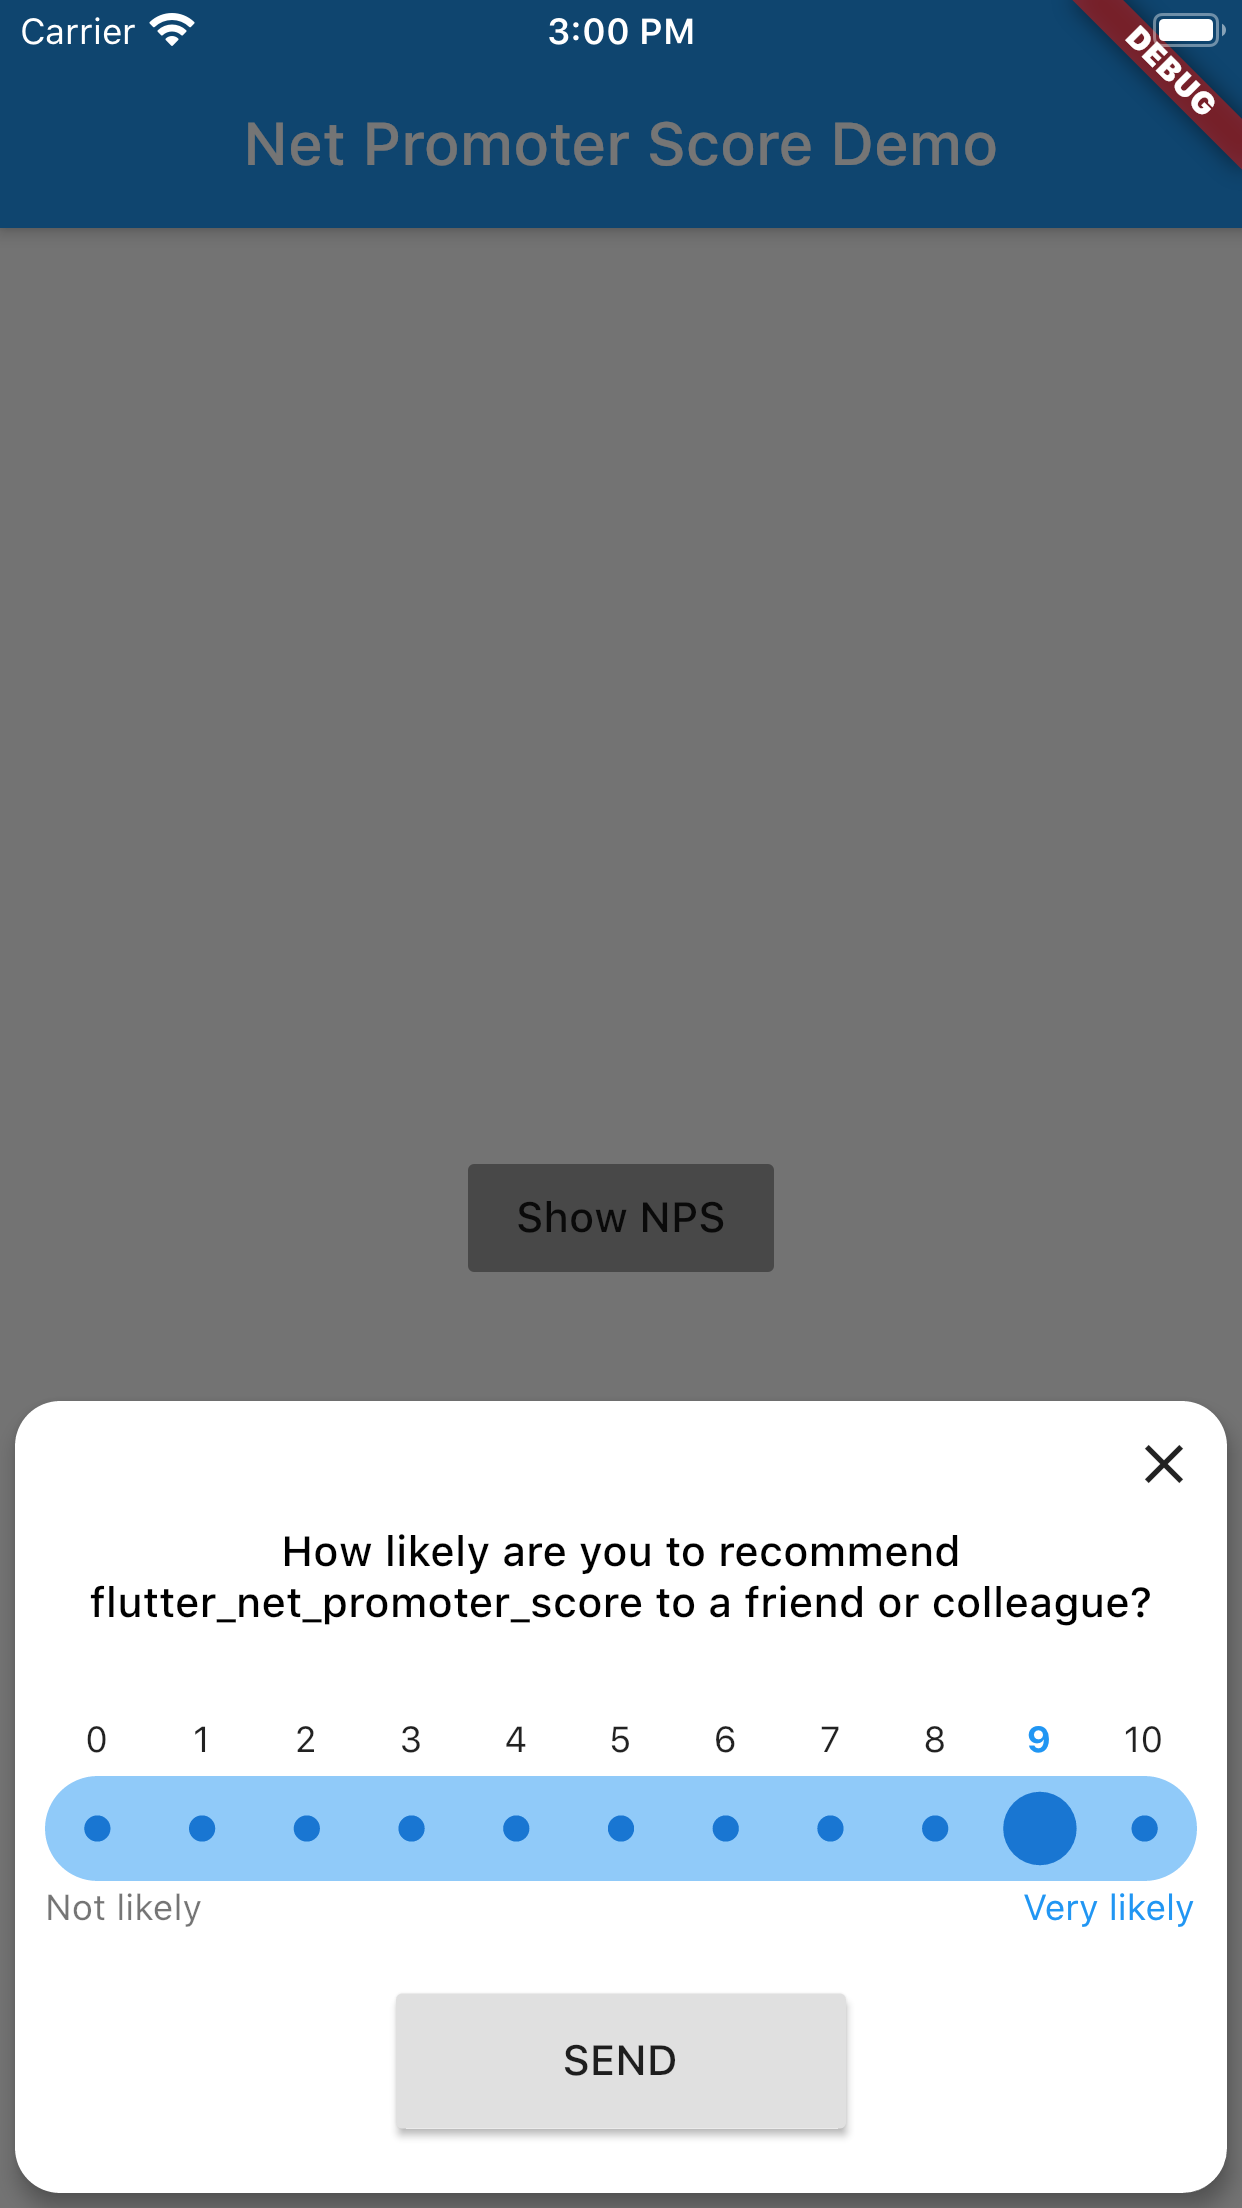 Carrier 3:00 PM
DEBUG
Net Promoter Score Demo
Show NPS
How likely are you to recommend
flutter_net_promoter_score to a friend or colleague?
0 1 2 3 4 5 6 7 8 9 10
Not likely Very likely
SEND